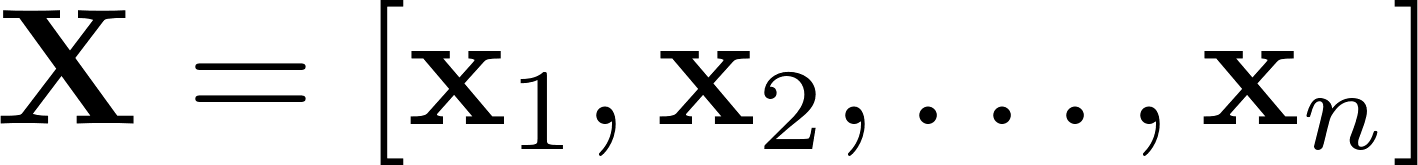 𝐗 = [𝐱₁, 𝐱₂, . . . , 𝐱ₙ]